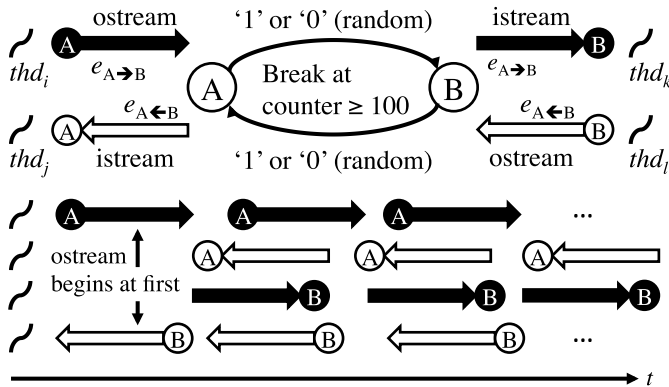 ostream ‘1’ or ‘0’ (random) istream
A B
thd_i e_A➔B A Break at counter ≥ 100 B e_A➔B thd_k
e_A🡰B e_A🡰B
A B
thd_j istream ‘1’ or ‘0’ (random) ostream thd_l
A A A ...
ostream begins at first A A A
B B B
B B B ...
t